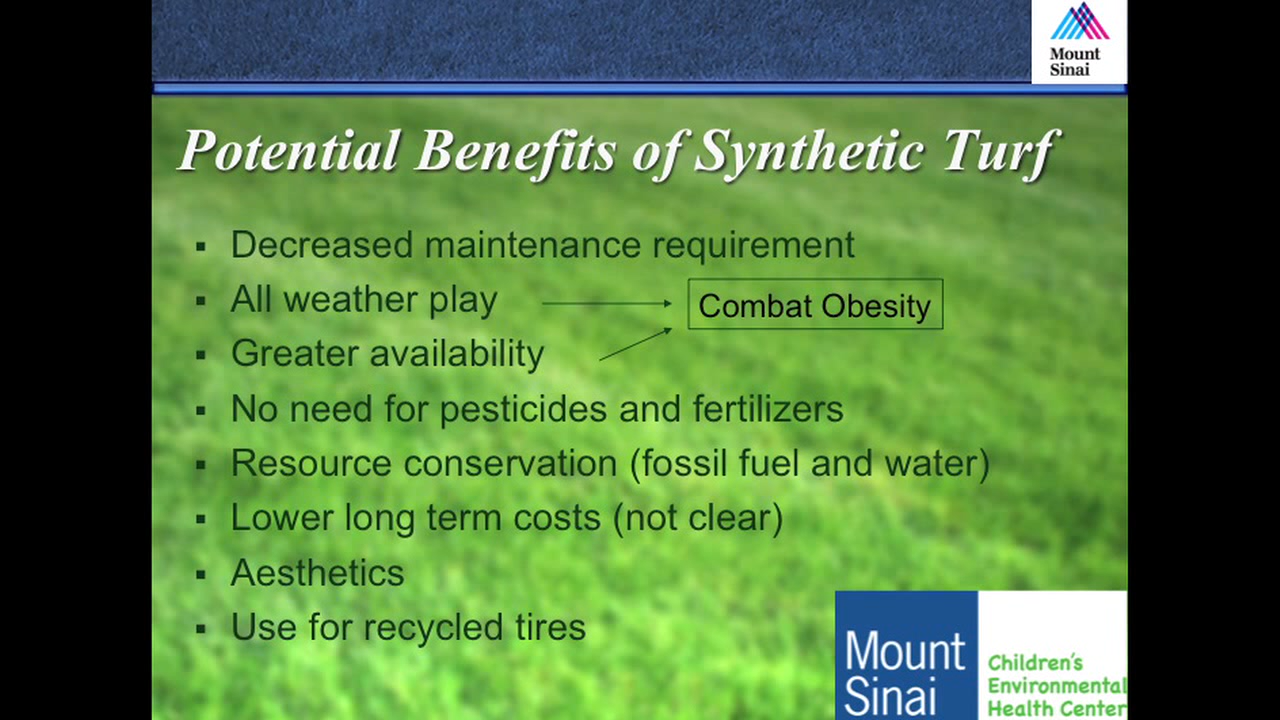 Mount
Sinai
Potential Benefits of Synthetic Turf
▪ Decreased maintenance requirement
▪ All weather play
Combat Obesity
▪ Greater availability
▪ No need for pesticides and fertilizers
▪ Resource conservation (fossil fuel and water)
▪ Lower long term costs (not clear)
▪ Aesthetics
▪ Use for recycled tires
Mount
Sinai
Children's
Environmental
Health Center